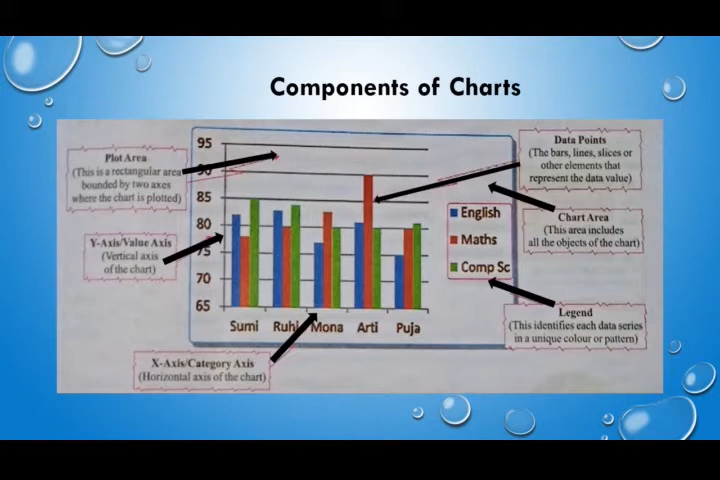 Components of Charts
Plot Area
(This is a rectangular area
bounded by two axes
where the chart is plotted)
Y-Axis/Value Axis
(Vertical axis
of the chart)
X-Axis/Category Axis
(Horizontal axis of the chart)
95
90
85
80
75
70
65
Sumi Ruhi Mona Arti Puja
English
Maths
Comp Sc
Data Points
(The bars, lines, slices or
other elements that
represent the data value)
Chart Area
(This area includes
all the objects of the chart)
Legend
(This identifies each data series
in a unique colour or pattern)